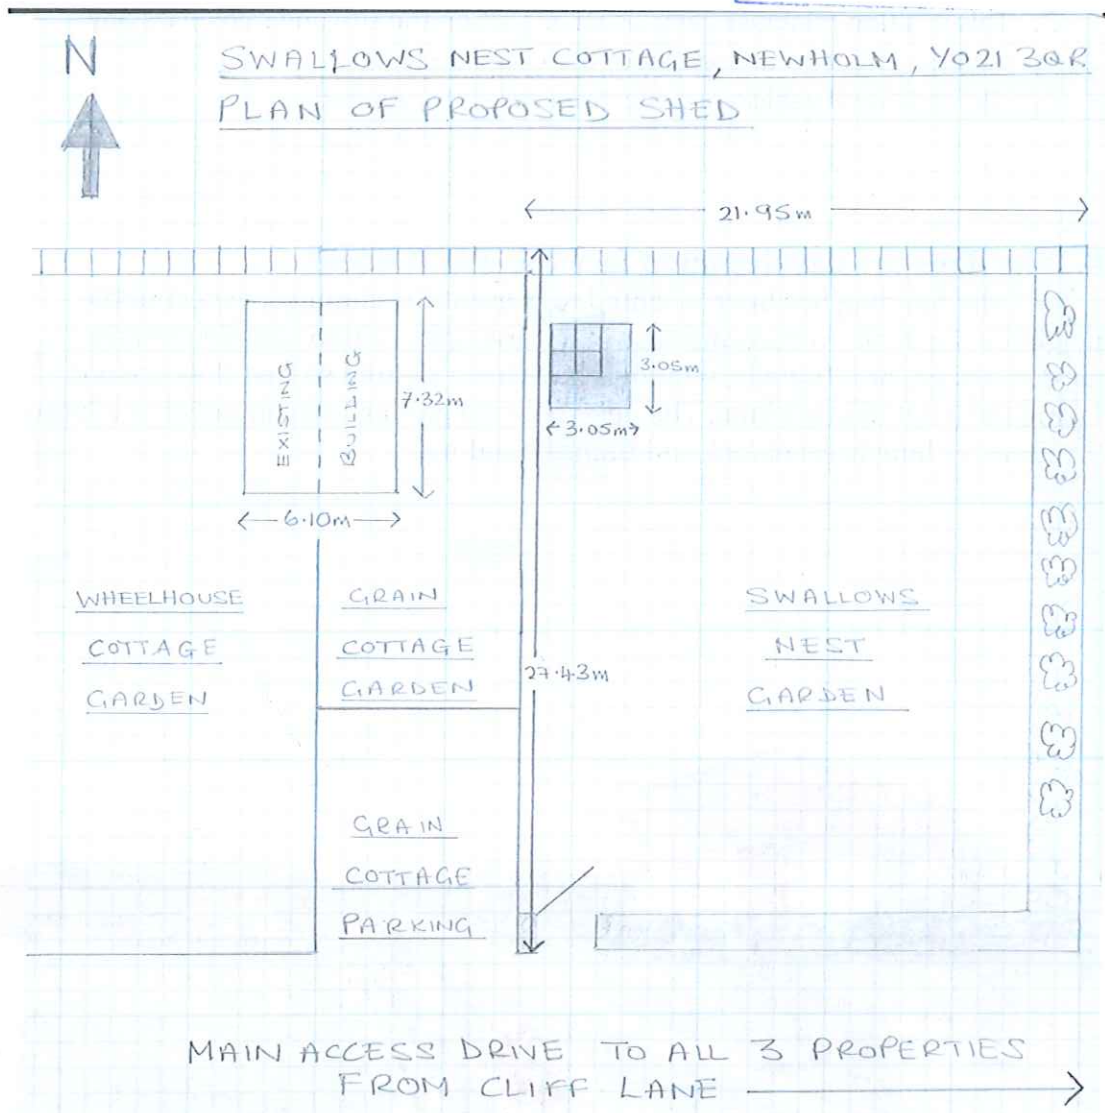 N
SWALLOWS NEST COTTAGE, NEWHOLM, YO21 3QR
PLAN OF PROPOSED SHED
21.95m
EXISTING
BUILDING
7.32m
6.10m
3.05m
3.05m
WHEELHOUSE
COTTAGE
GARDEN
GRAIN
COTTAGE
GARDEN
27.43m
SWALLOWS
NEST
GARDEN
GRAIN
COTTAGE
PARKING
MAIN ACCESS DRIVE TO ALL 3 PROPERTIES
FROM CLIFF LANE